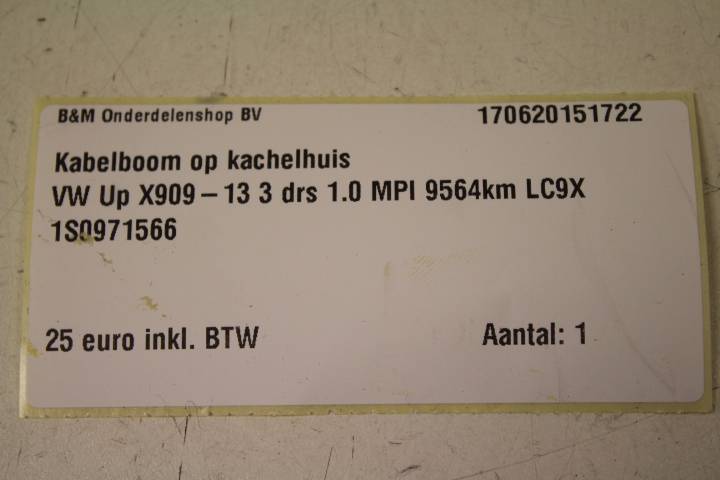 B&M Onderdelenshop BV 170620151722
Kabelboom op kachelhuis
VW Up X909 – 13 3 drs 1.0 MPI 9564km LC9X
1S0971566
25 euro inkl. BTW Aantal: 1